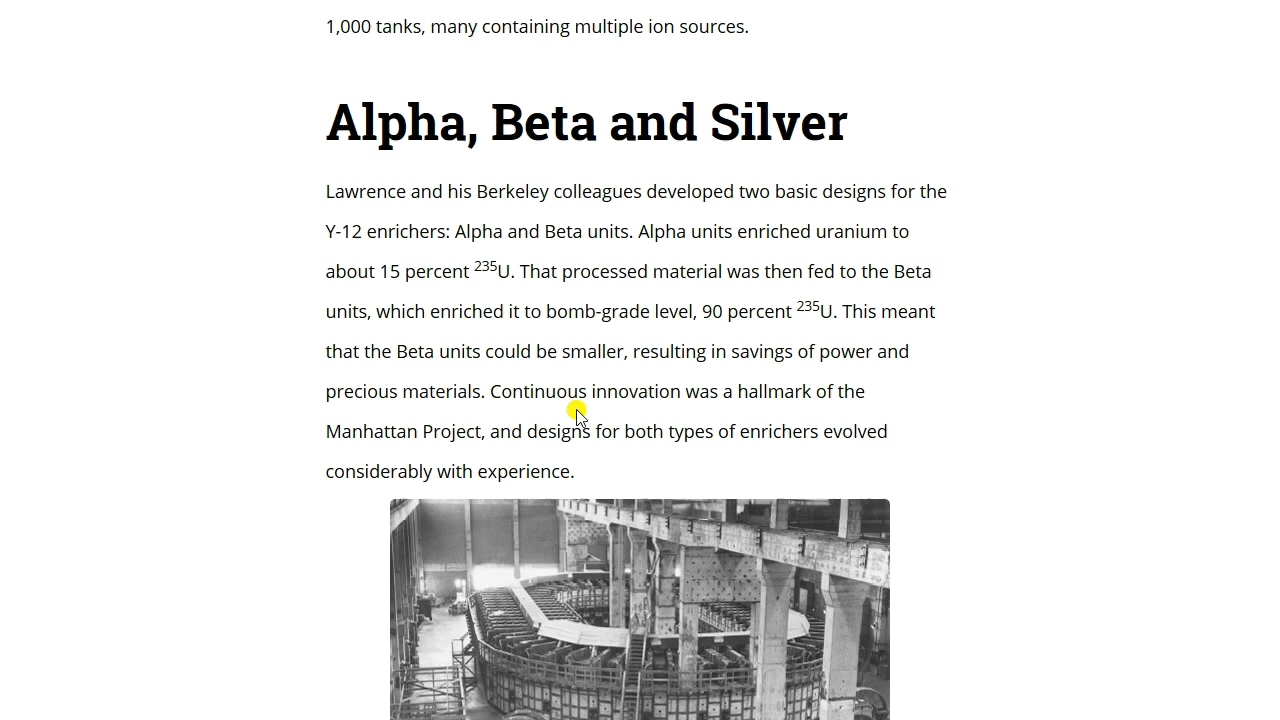 1,000 tanks, many containing multiple ion sources.
Alpha, Beta and Silver
Lawrence and his Berkeley colleagues developed two basic designs for the
Y-12 enrichers: Alpha and Beta units. Alpha units enriched uranium to
about 15 percent ²³⁵U. That processed material was then fed to the Beta
units, which enriched it to bomb-grade level, 90 percent ²³⁵U. This meant
that the Beta units could be smaller, resulting in savings of power and
precious materials. Continuous innovation was a hallmark of the
Manhattan Project, and designs for both types of enrichers evolved
considerably with experience.